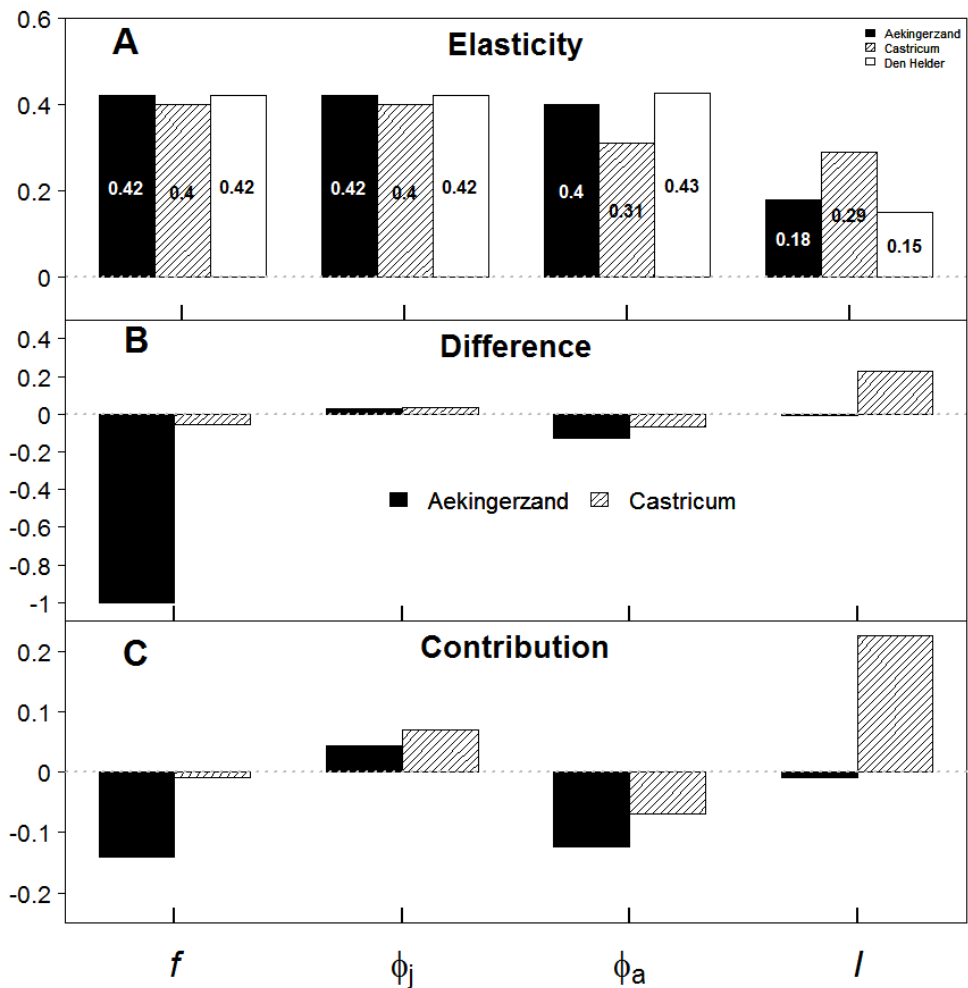 A
Elasticity
Aekingerzand
Castricum
Den Helder
0.6
0.4
0.2
0
0.42 0.4 0.42 0.42 0.4 0.42 0.4 0.31 0.43 0.18 0.29 0.15
B
Difference
0.4
0.2
0
-0.2
-0.4
-0.6
-0.8
-1
Aekingerzand Castricum
C
Contribution
0.2
0.1
0
-0.1
-0.2
f ϕj ϕa l